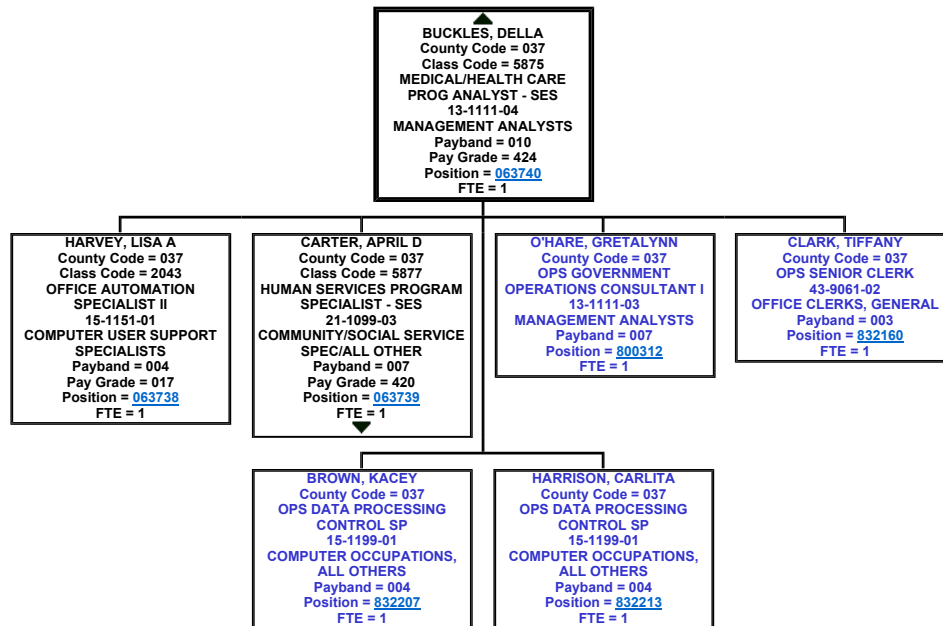 BUCKLES, DELLA
County Code = 037
Class Code = 5875
MEDICAL/HEALTH CARE
PROG ANALYST - SES
13-1111-04
MANAGEMENT ANALYSTS
Payband = 010
Pay Grade = 424
Position = 063740
FTE = 1
HARVEY, LISA A
County Code = 037
Class Code = 2043
OFFICE AUTOMATION
SPECIALIST II
15-1151-01
COMPUTER USER SUPPORT
SPECIALISTS
Payband = 004
Pay Grade = 017
Position = 063738
FTE = 1
CARTER, APRIL D
County Code = 037
Class Code = 5877
HUMAN SERVICES PROGRAM
SPECIALIST - SES
21-1099-03
COMMUNITY/SOCIAL SERVICE
SPEC/ALL OTHER
Payband = 007
Pay Grade = 420
Position = 063739
FTE = 1
O'HARE, GRETALYNN
County Code = 037
OPS GOVERNMENT
OPERATIONS CONSULTANT I
13-1111-03
MANAGEMENT ANALYSTS
Payband = 007
Position = 800312
FTE = 1
CLARK, TIFFANY
County Code = 037
OPS SENIOR CLERK
43-9061-02
OFFICE CLERKS, GENERAL
Payband = 003
Position = 832160
FTE = 1
BROWN, KACEY
County Code = 037
OPS DATA PROCESSING
CONTROL SP
15-1199-01
COMPUTER OCCUPATIONS,
ALL OTHERS
Payband = 004
Position = 832207
FTE = 1
HARRISON, CARLITA
County Code = 037
OPS DATA PROCESSING
CONTROL SP
15-1199-01
COMPUTER OCCUPATIONS,
ALL OTHERS
Payband = 004
Position = 832213
FTE = 1